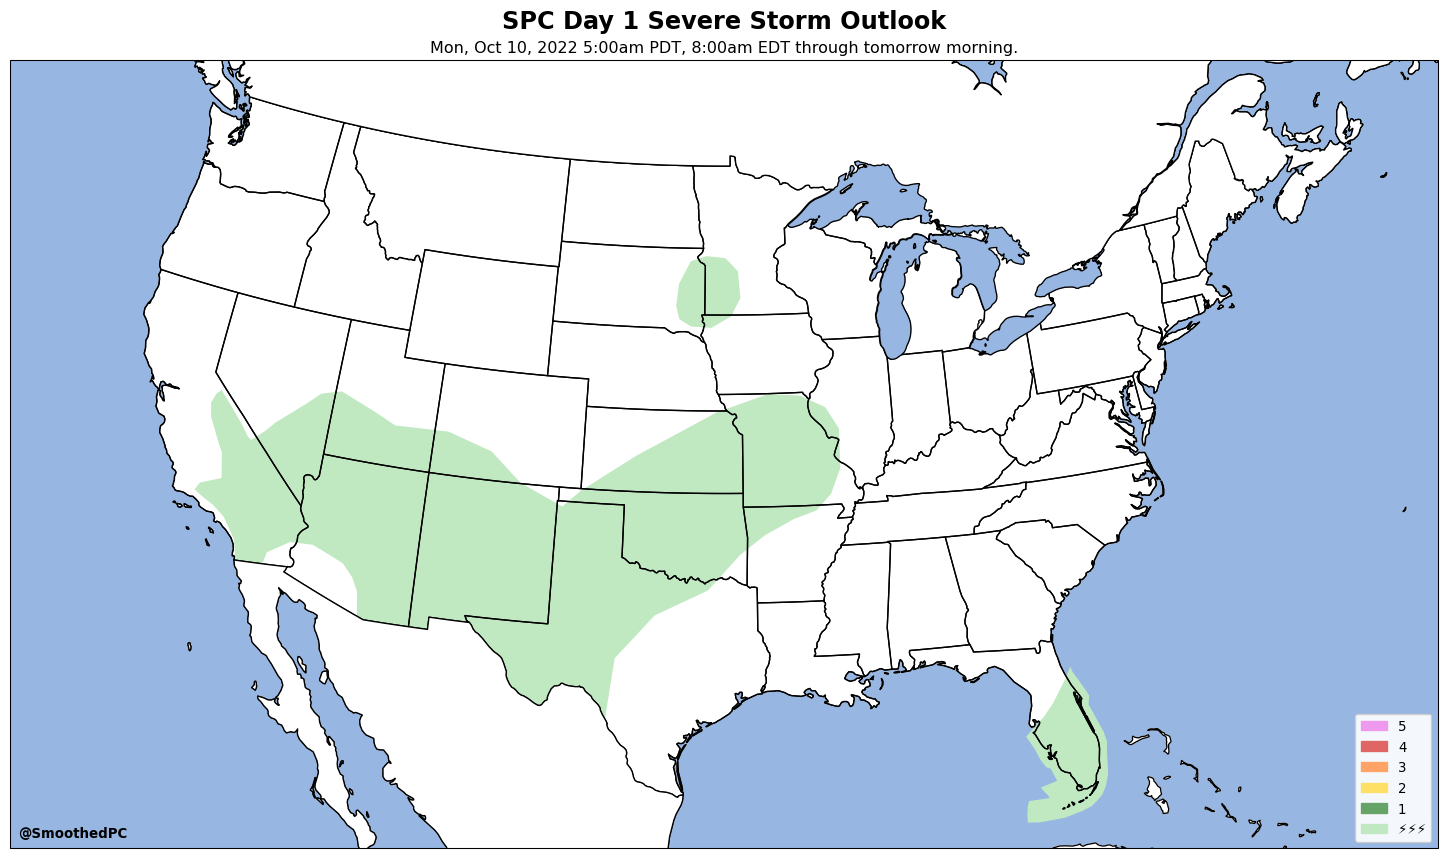 SPC Day 1 Severe Storm Outlook
Mon, Oct 10, 2022 5:00am PDT, 8:00am EDT through tomorrow morning.
5
4
3
2
1
⚡⚡⚡
@SmoothedPC